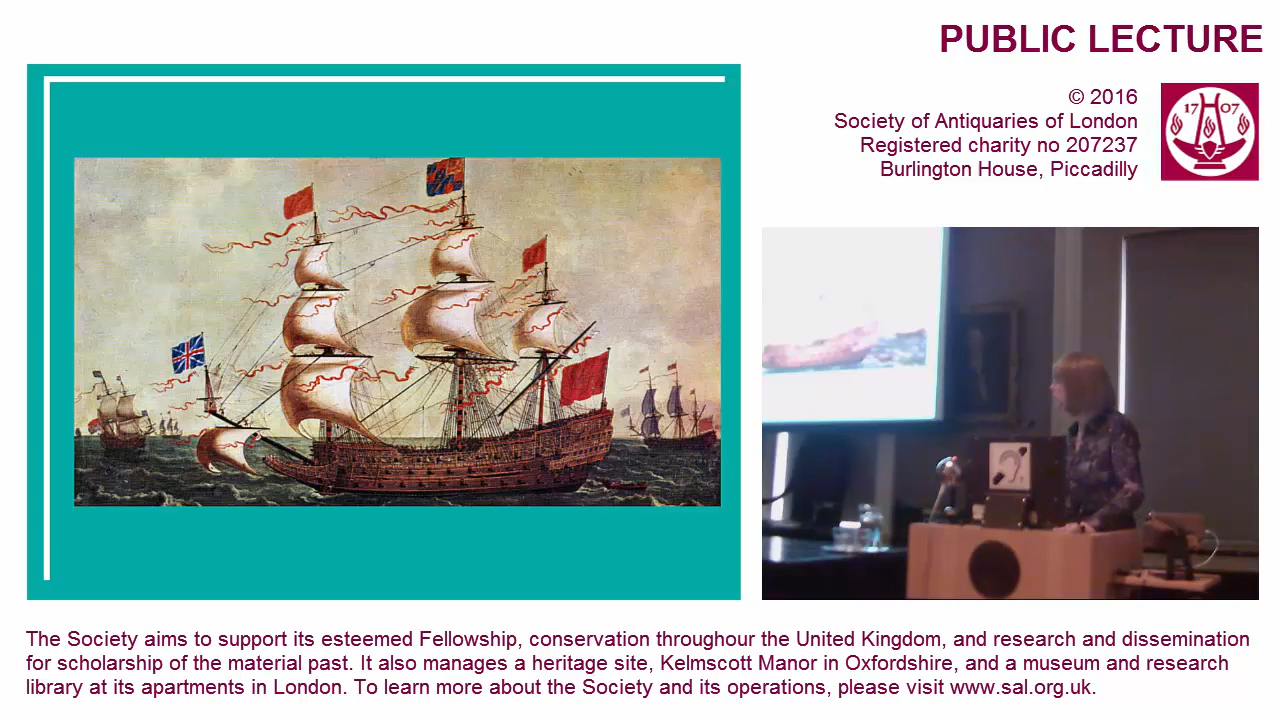 PUBLIC LECTURE
© 2016
Society of Antiquaries of London
Registered charity no 207237
Burlington House, Piccadilly
17 07
The Society aims to support its esteemed Fellowship, conservation throughour the United Kingdom, and research and dissemination
for scholarship of the material past. It also manages a heritage site, Kelmscott Manor in Oxfordshire, and a museum and research
library at its apartments in London. To learn more about the Society and its operations, please visit www.sal.org.uk.